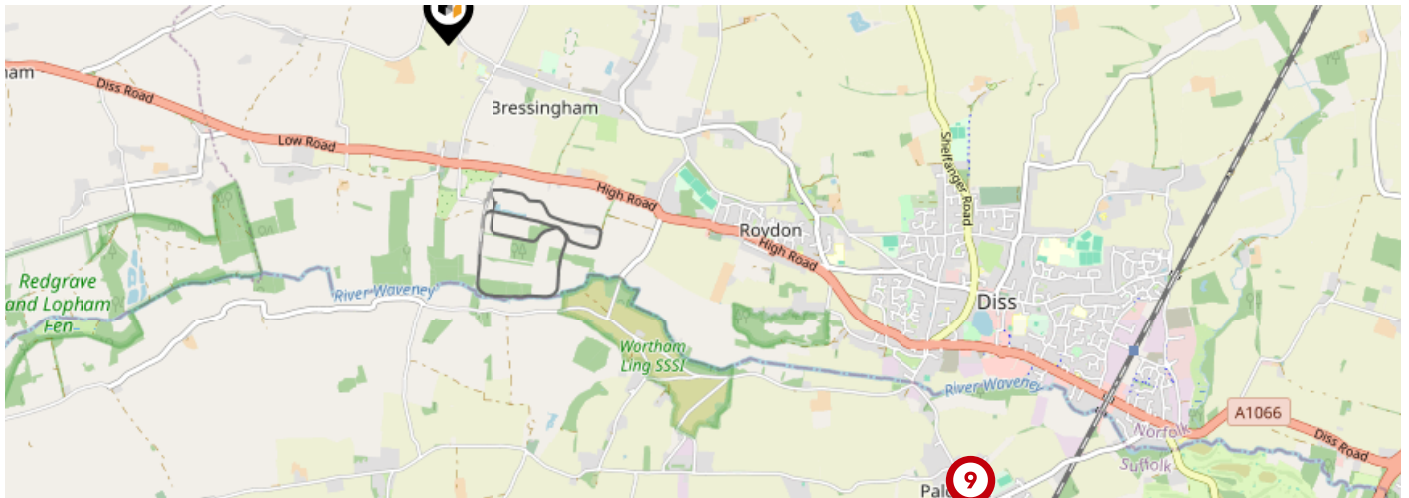 ham
Diss Road
Low Road
Bressingham
High Road
Shelfanger Road
Roydon
High Road
Redgrave
and Lopham
Fen
River Waveney
Diss
Wortham
Ling SSSI
River Wavene
A1066
Norfolk
Suffolk
Diss Road
Pal
9